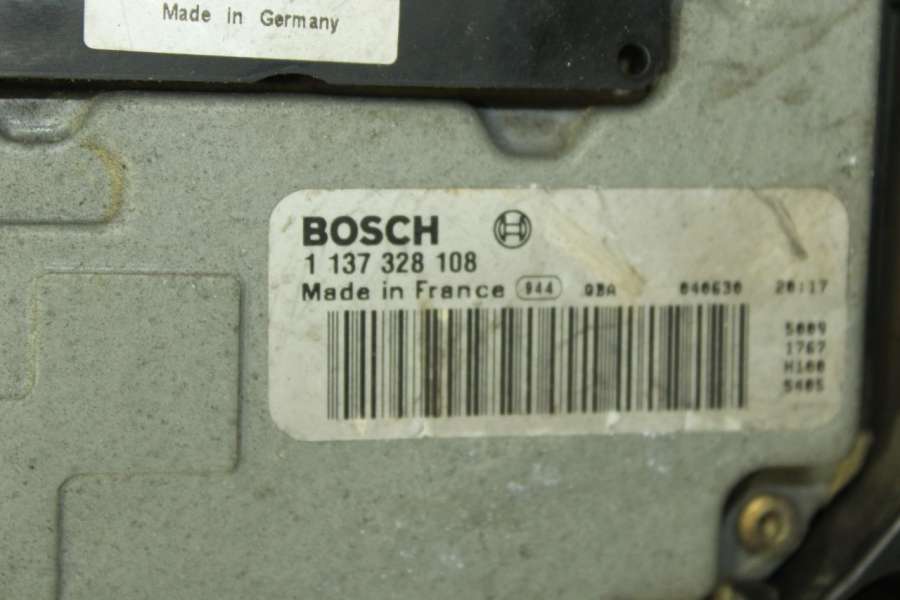 Made in Germany
BOSCH
1 137 328 108
Made in France 944 QBA 040630 20:17
5009
1767
H100
5405